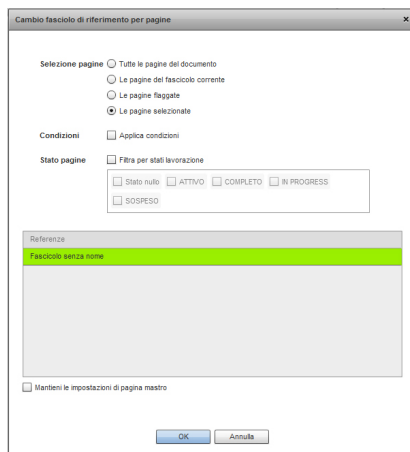 Cambio fasciolo di riferimento per pagine ×
Selezione pagine Tutte le pagine del documento
Le pagine del fascicolo corrente
Le pagine flaggate
Le pagine selezionate
Condizioni Applica condizioni
Stato pagine Filtra per stati lavorazione
Stato nullo ATTIVO COMPLETO IN PROGRESS
SOSPESO
Referenze
Fascicolo senza nome
Mantieni le impostazioni di pagina mastro
OK Annulla